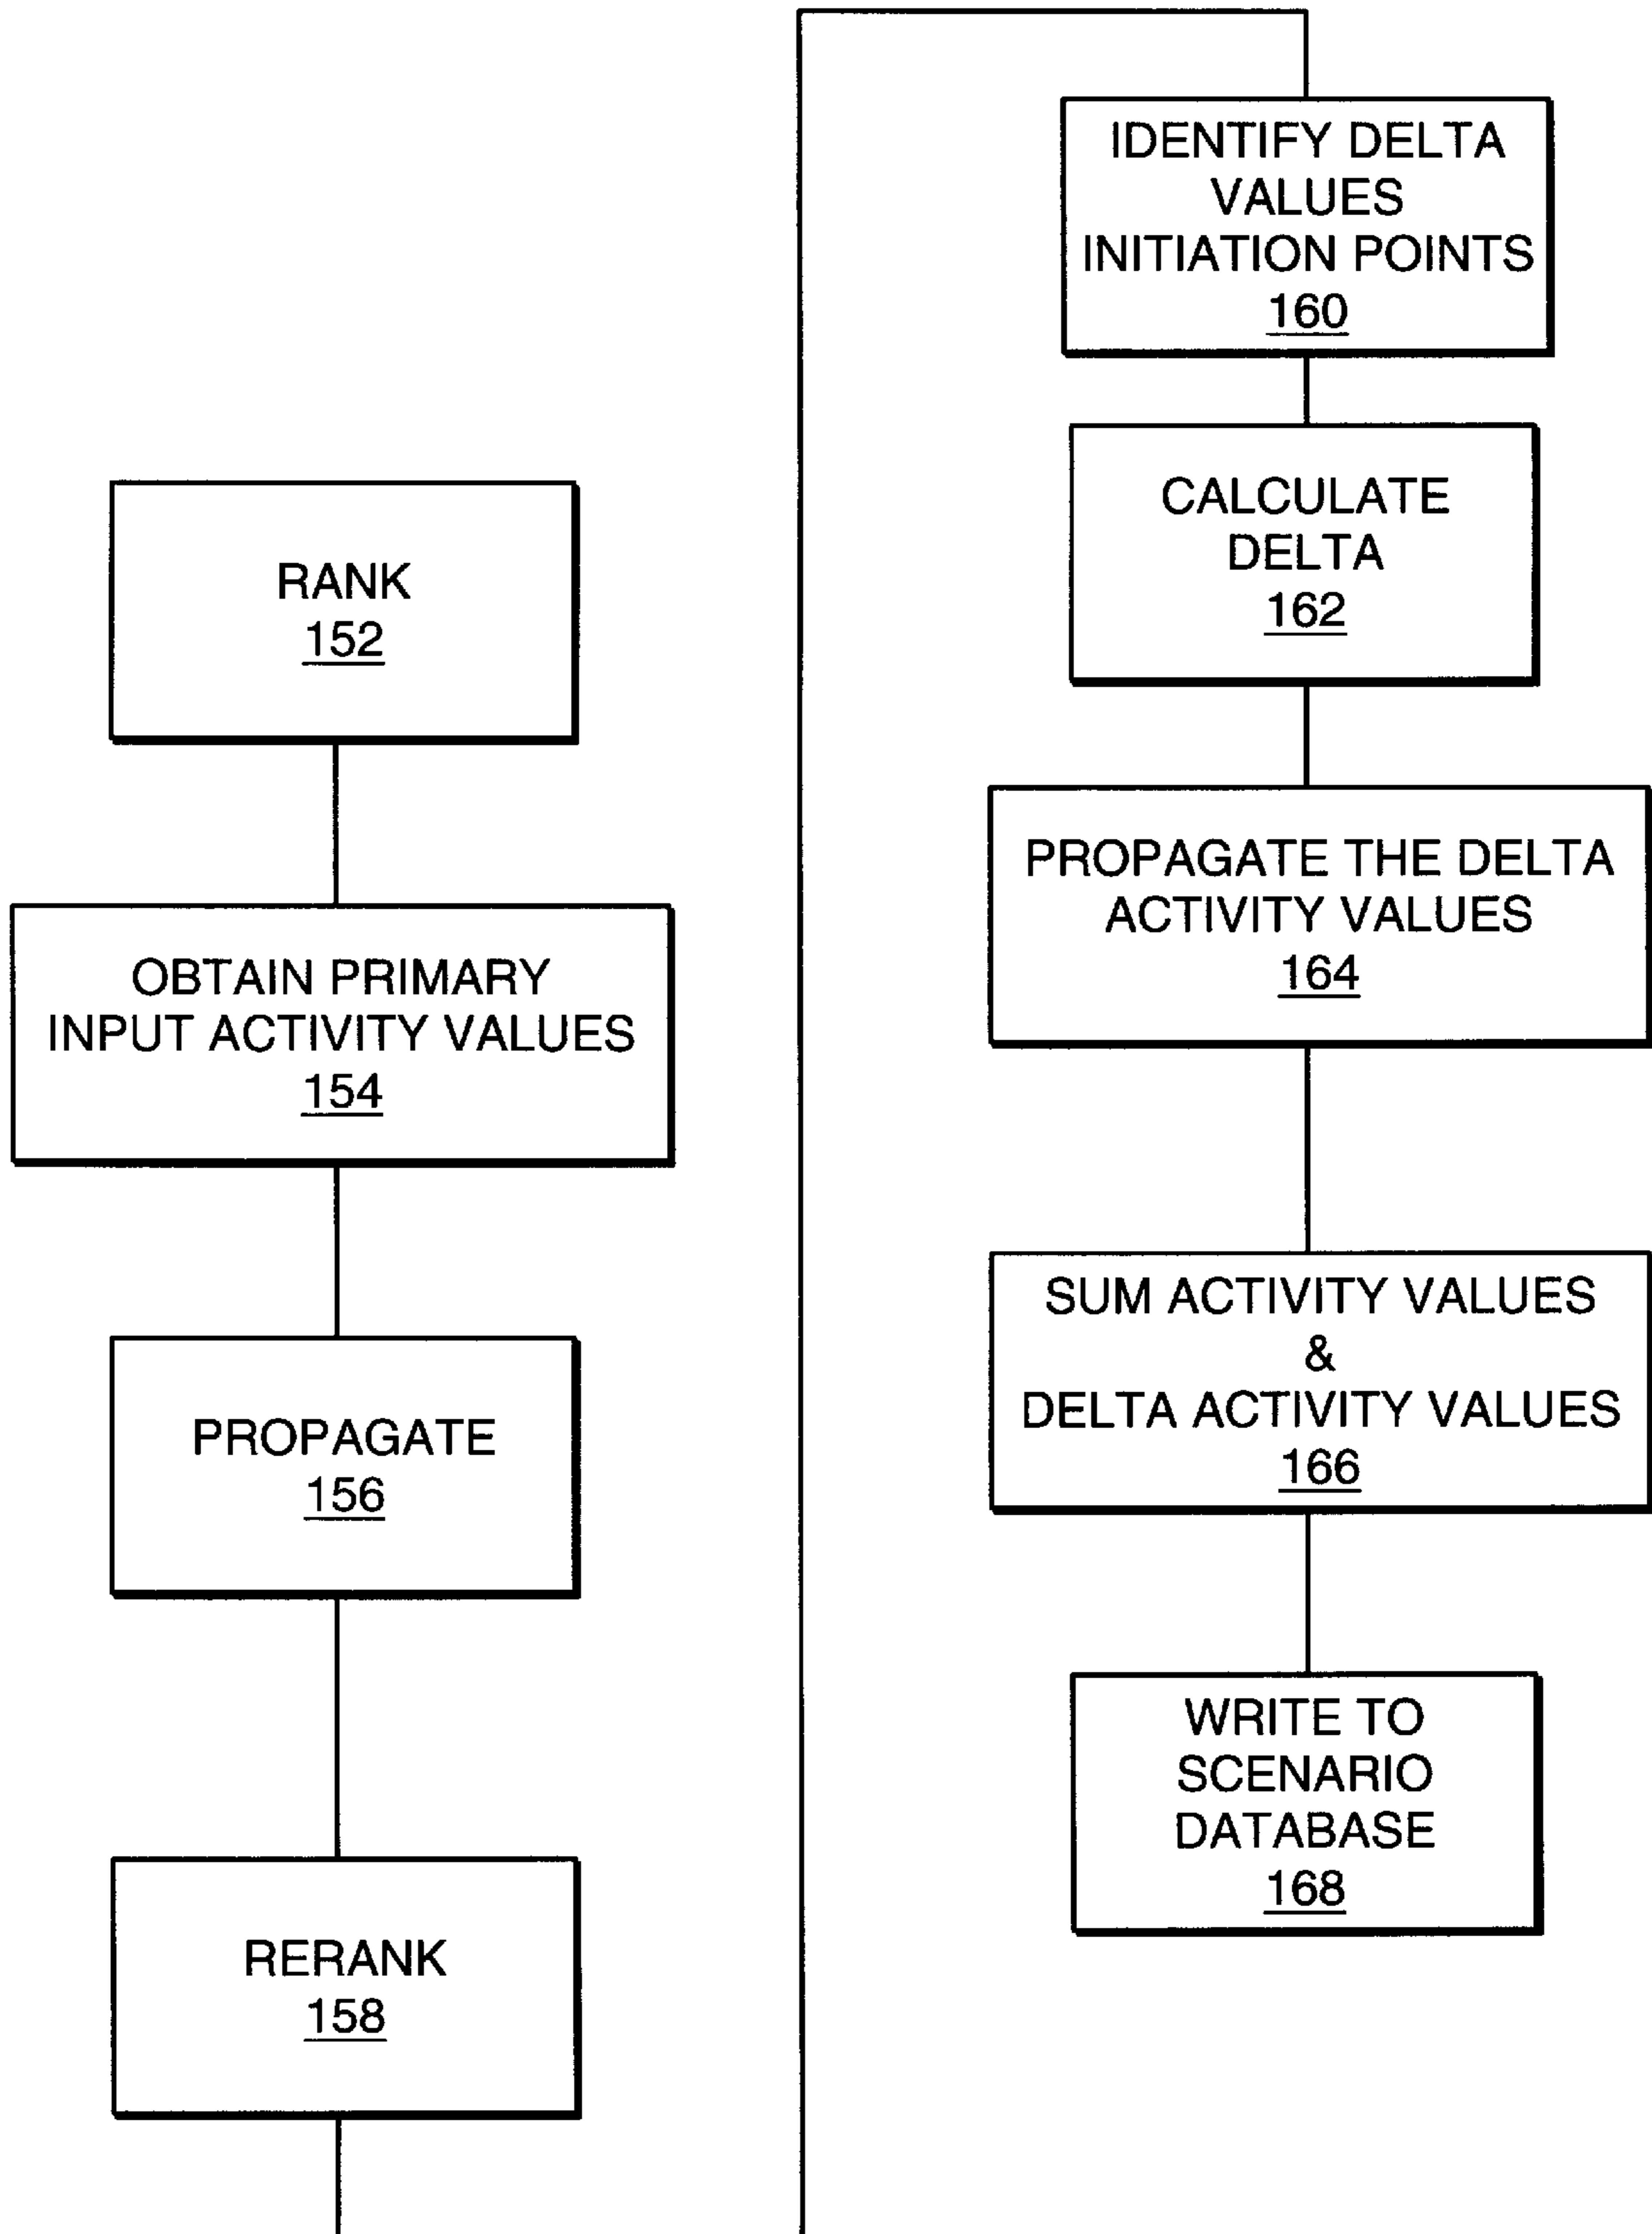 RANK
152
OBTAIN PRIMARY
INPUT ACTIVITY VALUES
154
PROPAGATE
156
RERANK
158
IDENTIFY DELTA
VALUES
INITIATION POINTS
160
CALCULATE
DELTA
162
PROPAGATE THE DELTA
ACTIVITY VALUES
164
SUM ACTIVITY VALUES
&
DELTA ACTIVITY VALUES
166
WRITE TO
SCENARIO
DATABASE
168